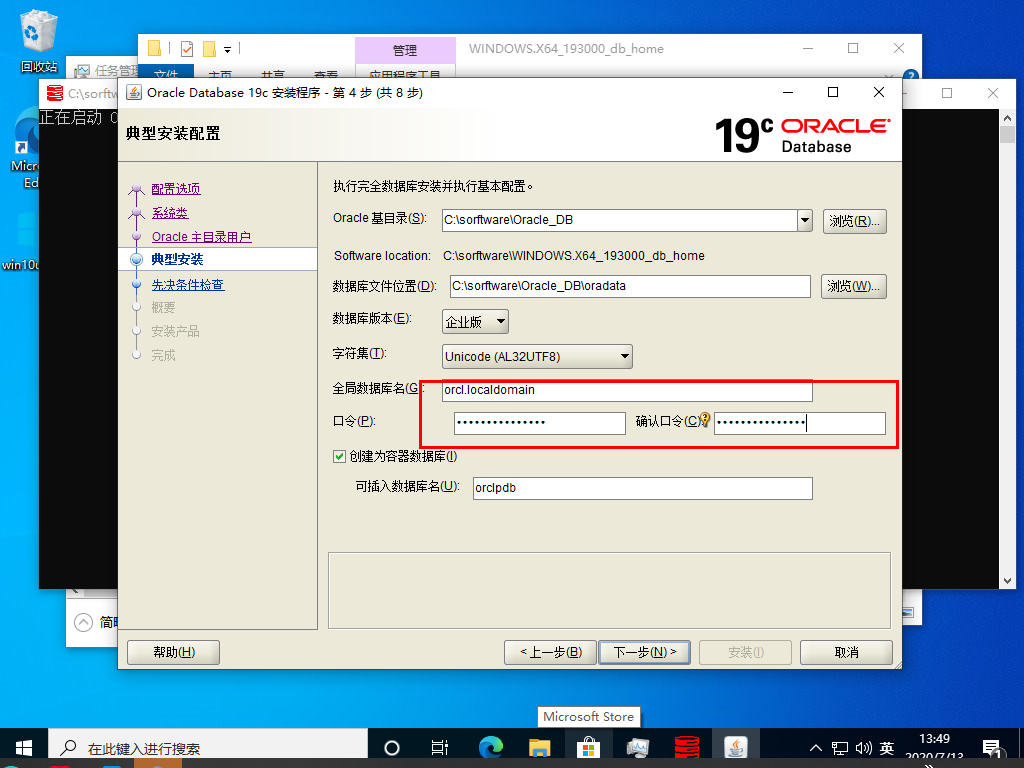 回收站
管理
WINDOWS.X64_193000_db_home
任务管
文件
主页
共享
查看
应用程序工具
C:\sorftw
Oracle Database 19c 安装程序 - 第 4 步 (共 8 步)
正在启动 O
典型安装配置
19c ORACLE
Database
Micro
Ed
win10u
配置选项
系统类
Oracle 主目录用户
典型安装
先决条件检查
概要
安装产品
完成
执行完全数据库安装并执行基本配置。
Oracle 基目录(S): C:\sorftware\Oracle_DB 浏览(R)...
Software location: C:\sorftware\WINDOWS.X64_193000_db_home
数据库文件位置(D): C:\sorftware\Oracle_DB\oradata 浏览(W)...
数据库版本(E): 企业版
字符集(T): Unicode (AL32UTF8)
全局数据库名(G): orcl.localdomain
口令(P): ••••••••••••••• 确认口令(C) •••••••••••••••
创建为容器数据库(I)
可插入数据库名(U): orclpdb
简略
帮助(H) < 上一步(B) 下一步(N) > 安装(I) 取消
Microsoft Store
在此键入进行搜索
英
13:49
2020/7/13
1